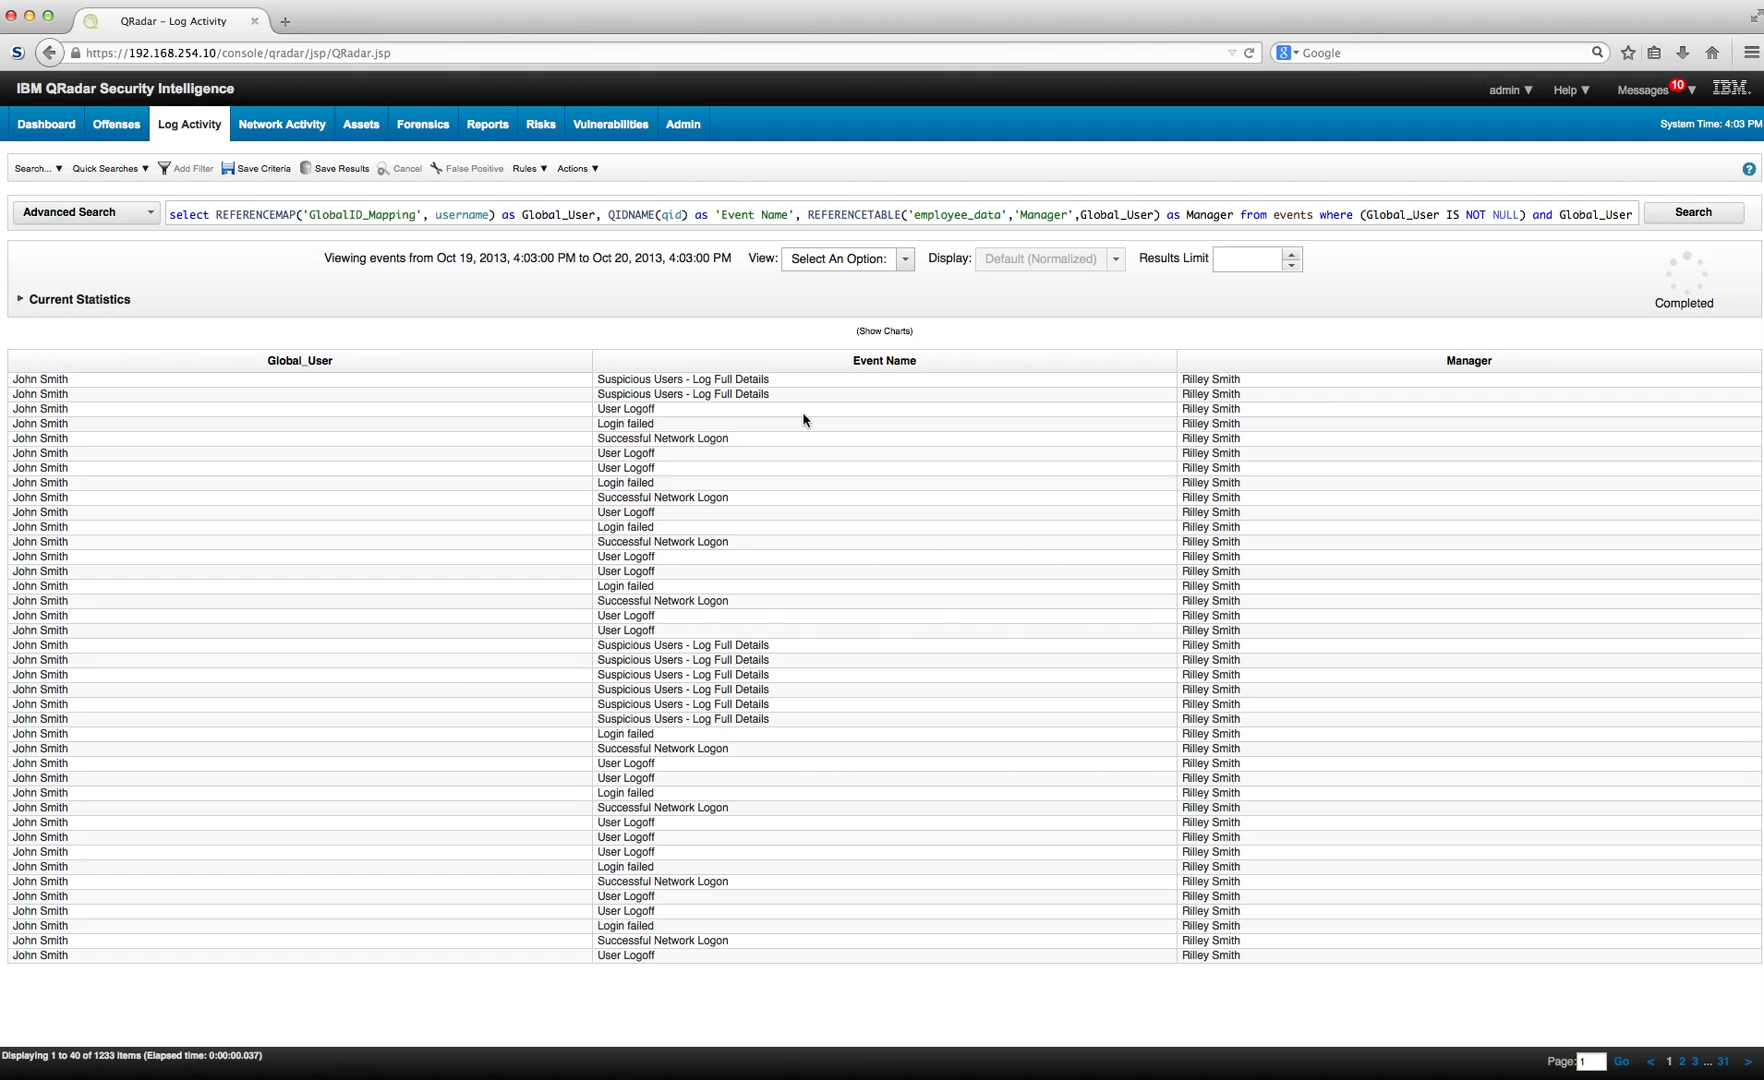 QRadar - Log Activity
https://192.168.254.10/console/qradar/jsp/QRadar.jsp Google
IBM QRadar Security Intelligence admin Help Messages 10 IBM
Dashboard Offenses Log Activity Network Activity Assets Forensics Reports Risks Vulnerabilities Admin System Time: 4:03 PM
Search... Quick Searches Add Filter Save Criteria Save Results Cancel False Positive Rules Actions
Advanced Search select REFERENCEMAP('GlobalID_Mapping', username) as Global_User, QIDNAME(qid) as 'Event Name', REFERENCETABLE('employee_data','Manager',Global_User) as Manager from events where (Global_User IS NOT NULL) and Global_User Search
Viewing events from Oct 19, 2013, 4:03:00 PM to Oct 20, 2013, 4:03:00 PM View: Select An Option: Display: Default (Normalized) Results Limit
Completed
Current Statistics
(Show Charts)
Global_User Event Name Manager
John Smith Suspicious Users - Log Full Details Rilley Smith
John Smith Suspicious Users - Log Full Details Rilley Smith
John Smith User Logoff Rilley Smith
John Smith Login failed Rilley Smith
John Smith Successful Network Logon Rilley Smith
John Smith User Logoff Rilley Smith
John Smith User Logoff Rilley Smith
John Smith Login failed Rilley Smith
John Smith Successful Network Logon Rilley Smith
John Smith User Logoff Rilley Smith
John Smith Login failed Rilley Smith
John Smith Successful Network Logon Rilley Smith
John Smith User Logoff Rilley Smith
John Smith User Logoff Rilley Smith
John Smith Login failed Rilley Smith
John Smith Successful Network Logon Rilley Smith
John Smith User Logoff Rilley Smith
John Smith User Logoff Rilley Smith
John Smith Suspicious Users - Log Full Details Rilley Smith
John Smith Suspicious Users - Log Full Details Rilley Smith
John Smith Suspicious Users - Log Full Details Rilley Smith
John Smith Suspicious Users - Log Full Details Rilley Smith
John Smith Suspicious Users - Log Full Details Rilley Smith
John Smith Suspicious Users - Log Full Details Rilley Smith
John Smith Login failed Rilley Smith
John Smith Successful Network Logon Rilley Smith
John Smith User Logoff Rilley Smith
John Smith User Logoff Rilley Smith
John Smith Login failed Rilley Smith
John Smith Successful Network Logon Rilley Smith
John Smith User Logoff Rilley Smith
John Smith User Logoff Rilley Smith
John Smith User Logoff Rilley Smith
John Smith Login failed Rilley Smith
John Smith Successful Network Logon Rilley Smith
John Smith User Logoff Rilley Smith
John Smith User Logoff Rilley Smith
John Smith Login failed Rilley Smith
John Smith Successful Network Logon Rilley Smith
John Smith User Logoff Rilley Smith
Displaying 1 to 40 of 1233 items (Elapsed time: 0:00:00.037) Page: 1 Go < 1 2 3 ... 31 >